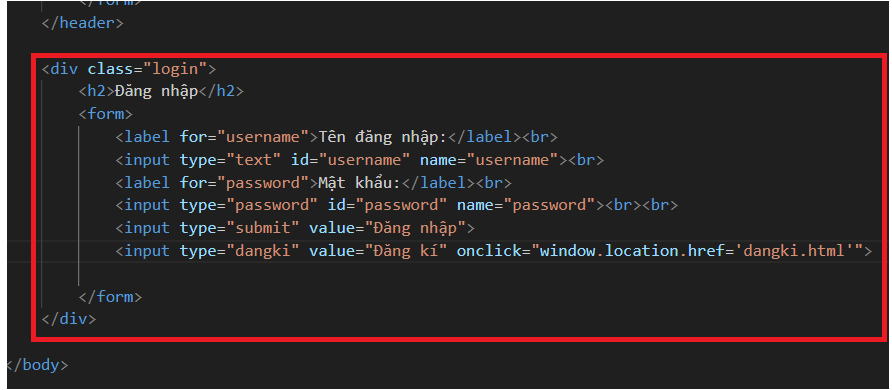 </form>
</header>
<div class="login">
<h2>Đăng nhập</h2>
<form>
<label for="username">Tên đăng nhập:</label><br>
<input type="text" id="username" name="username"><br>
<label for="password">Mật khẩu:</label><br>
<input type="password" id="password" name="password"><br><br>
<input type="submit" value="Đăng nhập">
<input type="dangki" value="Đăng kí" onclick="window.location.href='dangki.html'">
</form>
</div>
</body>